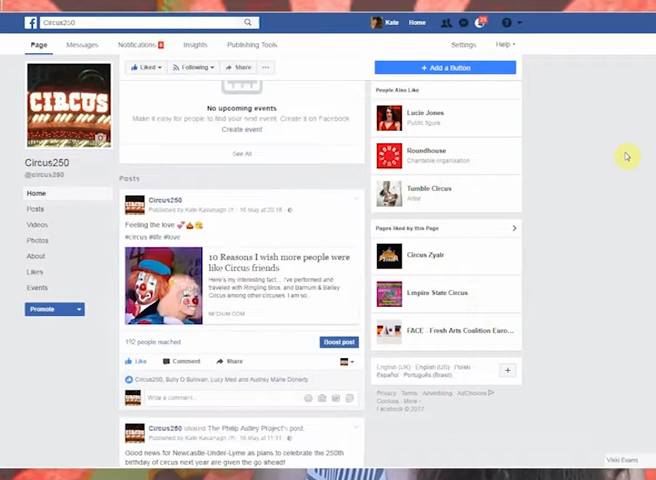 Circus250
Kate Home
Page Messages Notifications Insights Publishing Tools Settings Help
Liked Following Share ... + Add a Button
CIRCUS
Circus250
@circus250
Home
Posts
Videos
Photos
About
Likes
Events
Promote
No upcoming events
Make it easy for people to find your next event. Create it on Facebook
Create event
See All
Posts
Circus250
Published by Kate Kavanagh · 16 May at 20:18
Feeling the love
#circus #life #love
10 Reasons I wish more people were
like Circus friends
Here's my interesting fact... I've performed and
traveled with Ringling Bros. and Barnum & Bailey
Circus among other circuses. I am so...
MEDIUM.COM
192 people reached
Boost post
Like Comment Share
Circus250, Sully O Sullivan, Lucy Med and Audrey Marie Doherty
Write a comment...
Circus250 shared The Philip Astley Project's post.
Published by Kate Kavanagh · 16 May at 11:31
Good news for Newcastle-Under-Lyme as plans to celebrate the 250th
birthday of circus next year are given the go ahead!
People Also Like
Lucie Jones
Public figure
Roundhouse
Charitable organisation
Tumble Circus
Artist
Pages liked by this Page
Circus Zyair
Empire State Circus
FACE - Fresh Arts Coalition Euro...
English (UK) · English (US) · Polski ·
Español · Português (Brasil)
Privacy · Terms · Advertising · AdChoices
Cookies · More
Facebook © 2017
Vikki Evans